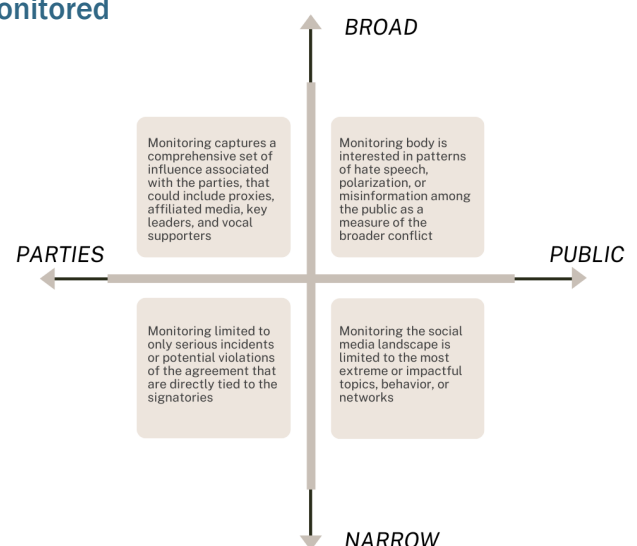 onitored
BROAD
Monitoring captures a
comprehensive set of
influence associated
with the parties, that
could include proxies,
affiliated media, key
leaders, and vocal
supporters
Monitoring body is
interested in patterns
of hate speech,
polarization, or
misinformation among
the public as a
measure of the
broader conflict
PARTIES
PUBLIC
Monitoring limited to
only serious incidents
or potential violations
of the agreement that
are directly tied to the
signatories
Monitoring the social
media landscape is
limited to the most
extreme or impactful
topics, behavior, or
networks
NARROW